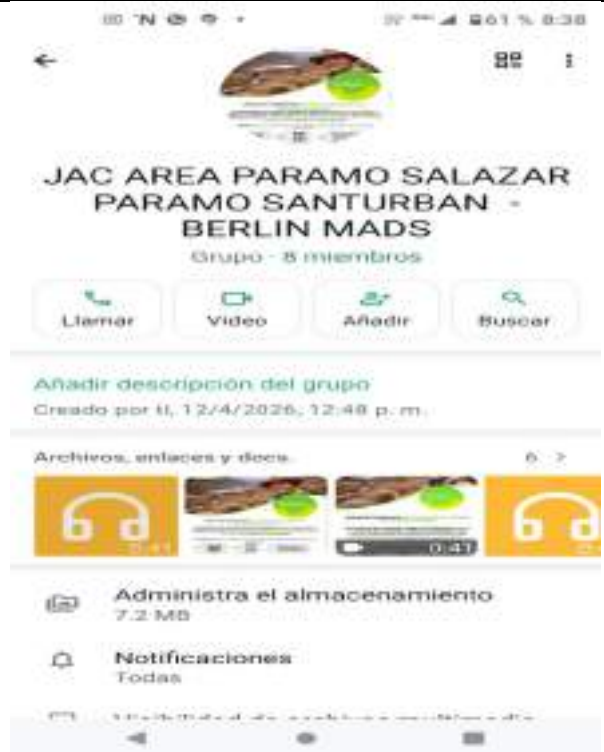 61 % 8:38
JAC AREA PARAMO SALAZAR
PARAMO SANTURBAN -
BERLIN MADS
Grupo · 8 miembros
Llamar
Video
Añadir
Buscar
Añadir descripción del grupo
Creado por ti, 12/4/2026, 12:48 p. m.
Archivos, enlaces y docs. 6 >
0:41
0:41
Administra el almacenamiento
7.2 MB
Notificaciones
Todas